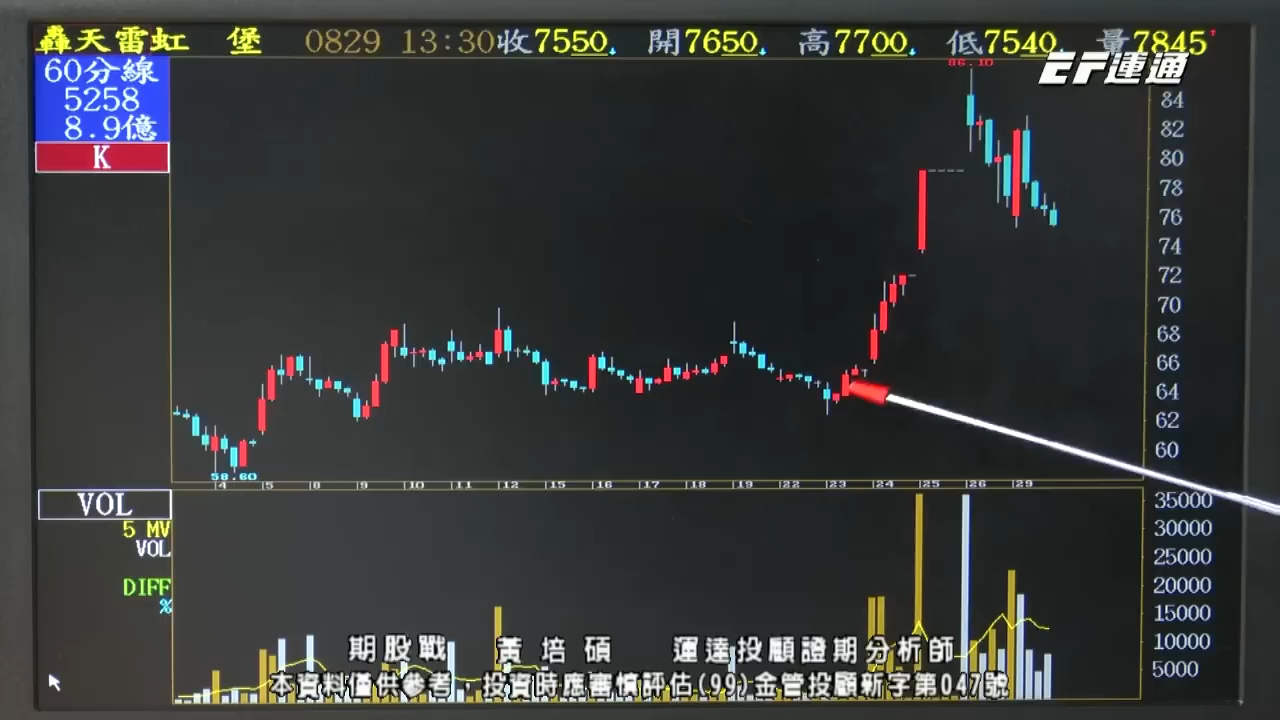 轟天雷虹 堡 0829 13:30收7550 開7650 高7700 低7540 量7845
EF運通
60分線
5258
8.9億
K
86.10
84
82
80
78
76
74
72
70
68
66
64
62
60
58.60
4 5 8 9 10 11 12 15 16 17 18 19 22 23 24 25 26 29
VOL
5 MV
VOL
DIFF
%
35000
30000
25000
20000
15000
10000
5000
期股戰 黃培碩 運達投顧證期分析師
本資料僅供參考，投資時應審慎評估(99)金管投顧新字第047號